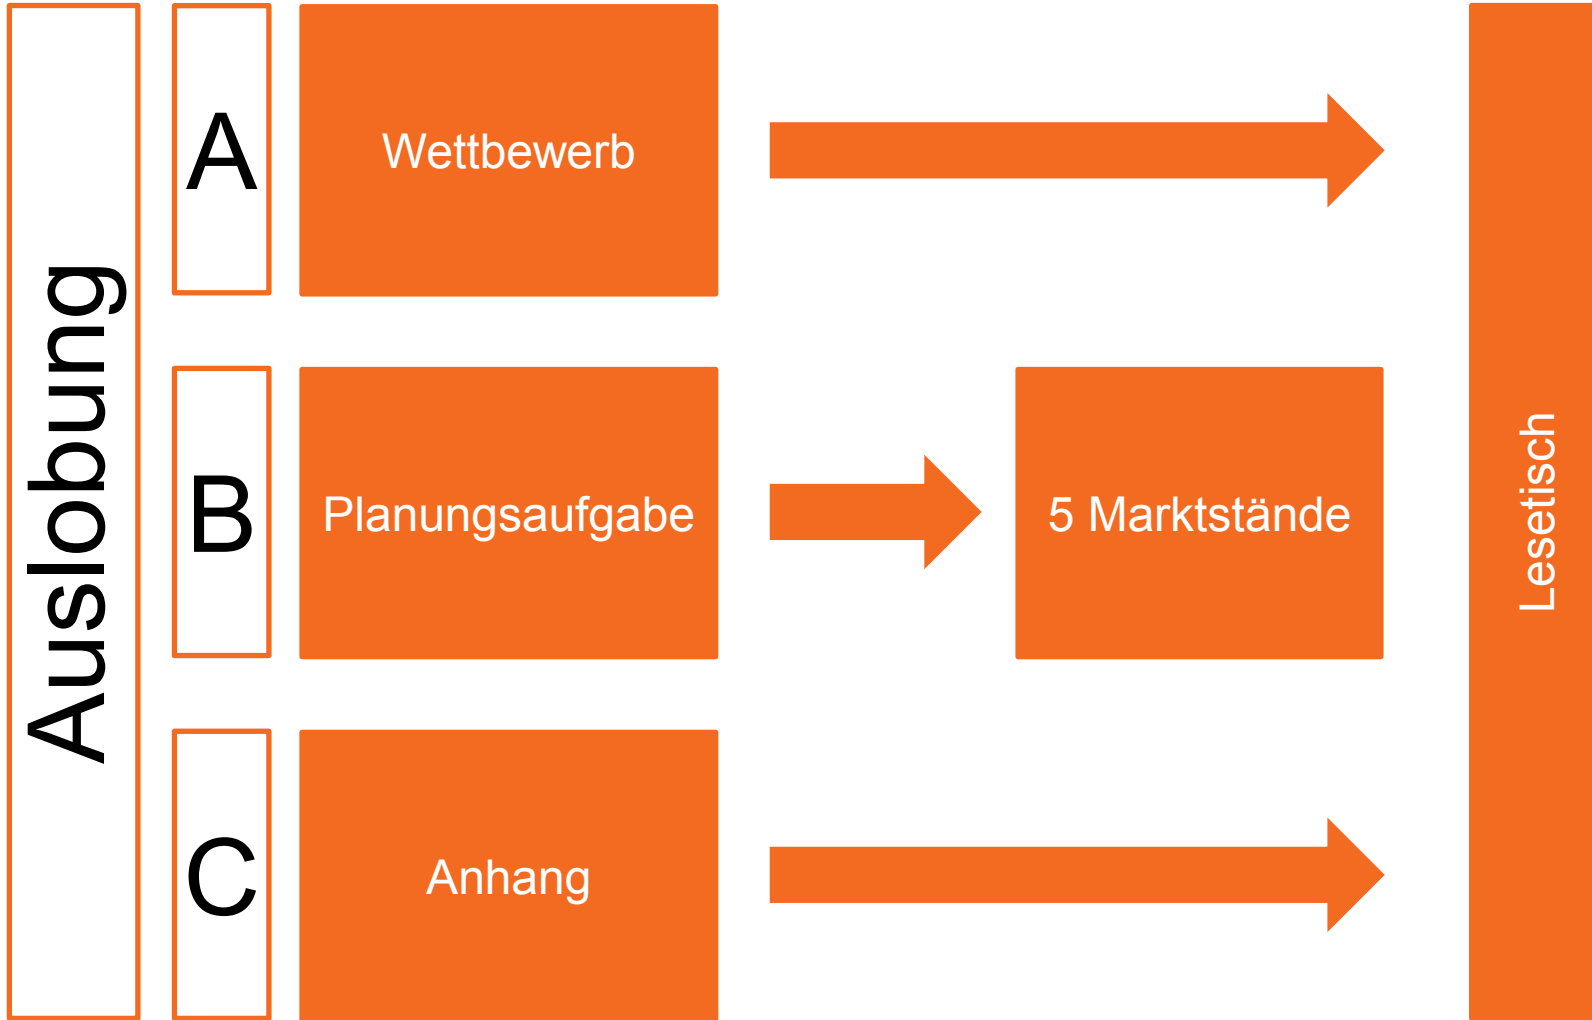 Auslobung
A
Wettbewerb
B
Planungsaufgabe
5 Marktstände
C
Anhang
Lesetisch